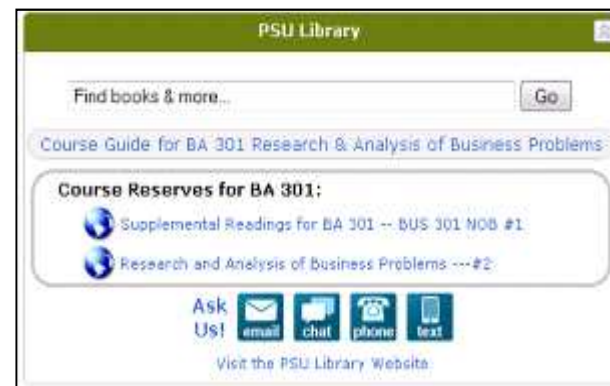 PSU Library
Find books & more...
Go
Course Guide for BA 301 Research & Analysis of Business Problems
Course Reserves for BA 301:
Supplemental Readings for BA 301 -- BUS 301 NOB #1
Research and Analysis of Business Problems ---#2
Ask
Us!
email
chat
phone
text
Visit the PSU Library Website